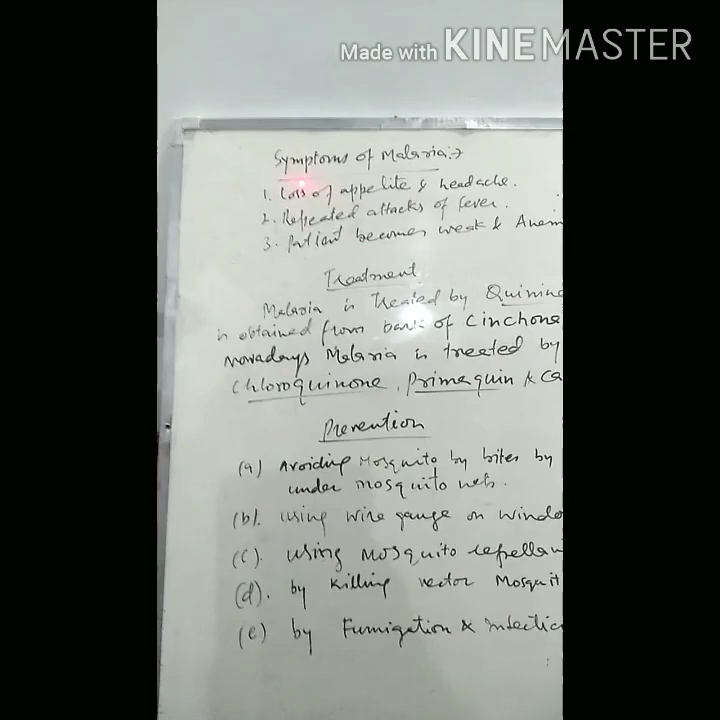 Made with KINEMASTER
Symptoms of Malaria:→
1. Loss of appetite & headache.
2. Repeated attacks of fever.
3. Patient becomes weak & Anem
Treatment
Malaria is Treated by Quinine
is obtained from bark of Cinchona
nowadays Malaria is treated by
Chloroquinone, Primaquin & Ca
Prevention
(a) Avoiding Mosquito by bites by
under mosquito nets.
(b). using wire gauge on windo
(c). using Mosquito repellan
(d). by killing vector Mosquit
(e) by Fumigation &